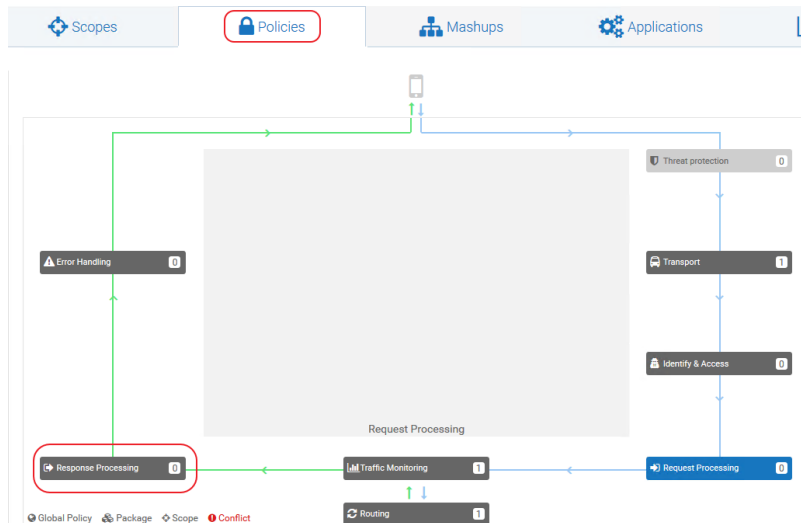 Scopes
Policies
Mashups
Applications
Threat protection 0
Error Handling 0
Transport 1
Identify & Access 0
Request Processing
Response Processing 0
Traffic Monitoring 1
Request Processing 0
Routing 1
Global Policy Package Scope Conflict